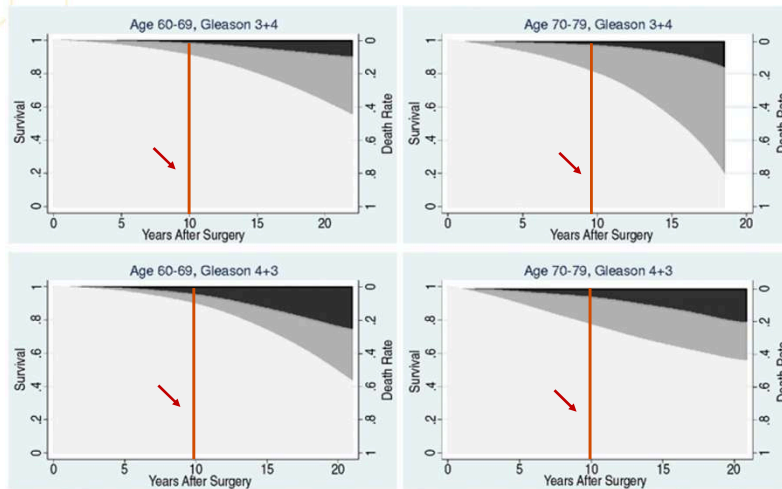 Age 60-69, Gleason 3+4
Survival
1
.8
.6
.4
.2
0
0
.2
.4
.6
.8
1
Death Rate
0 5 10 15 20
Years After Surgery
Age 70-79, Gleason 3+4
Survival
1
.8
.6
.4
.2
0
0
.2
.4
.6
.8
1
Death Rate
0 5 10 15 20
Years After Surgery
Age 60-69, Gleason 4+3
Survival
1
.8
.6
.4
.2
0
0
.2
.4
.6
.8
1
Death Rate
0 5 10 15 20
Years After Surgery
Age 70-79, Gleason 4+3
Survival
1
.8
.6
.4
.2
0
0
.2
.4
.6
.8
1
Death Rate
0 5 10 15 20
Years After Surgery